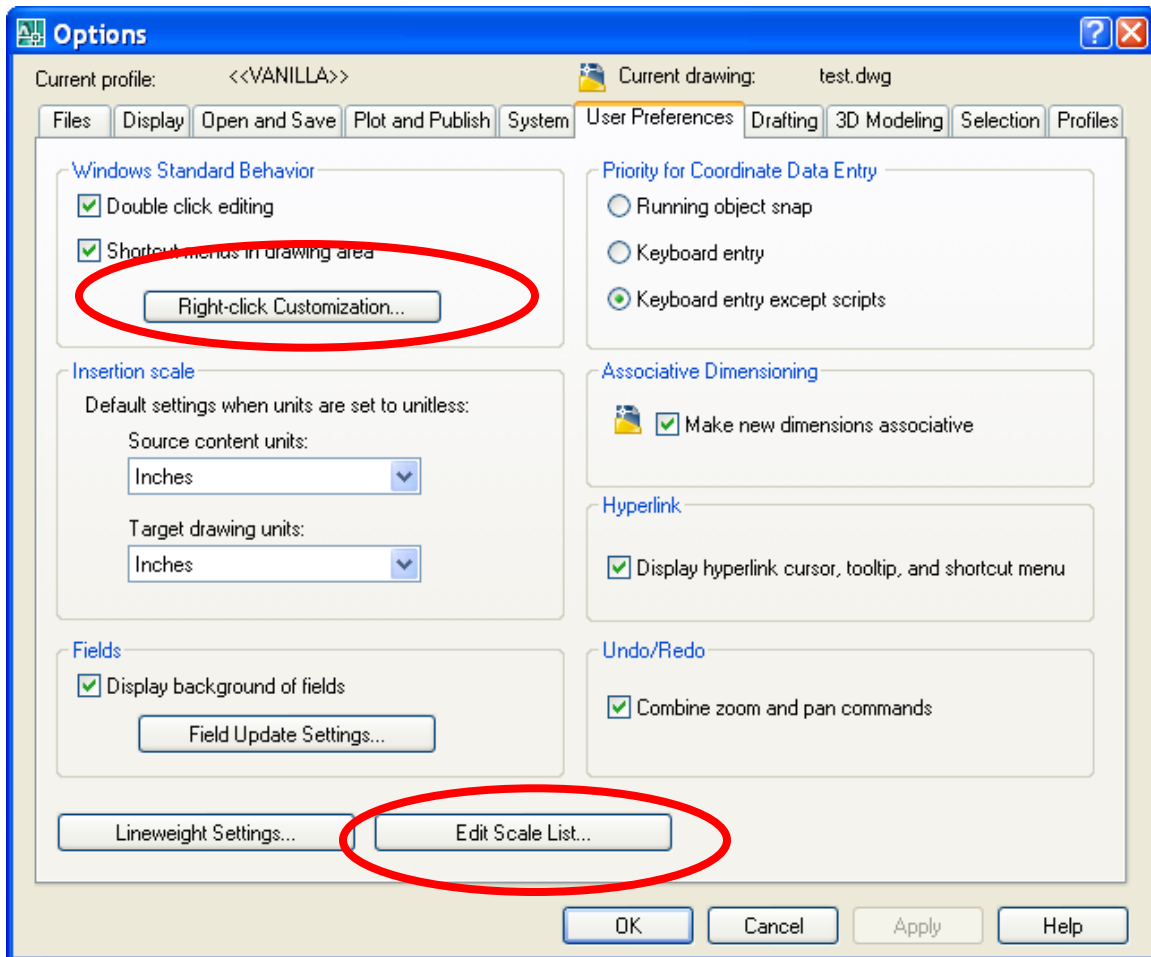 Options
Current profile: <<VANILLA>> Current drawing: test.dwg
Files Display Open and Save Plot and Publish System User Preferences Drafting 3D Modeling Selection Profiles
Windows Standard Behavior
Double click editing
Shortcut menus in drawing area
Right-click Customization...
Priority for Coordinate Data Entry
Running object snap
Keyboard entry
Keyboard entry except scripts
Insertion scale
Default settings when units are set to unitless:
Source content units:
Inches
Target drawing units:
Inches
Associative Dimensioning
Make new dimensions associative
Hyperlink
Display hyperlink cursor, tooltip, and shortcut menu
Fields
Display background of fields
Field Update Settings...
Undo/Redo
Combine zoom and pan commands
Lineweight Settings... Edit Scale List...
OK Cancel Apply Help